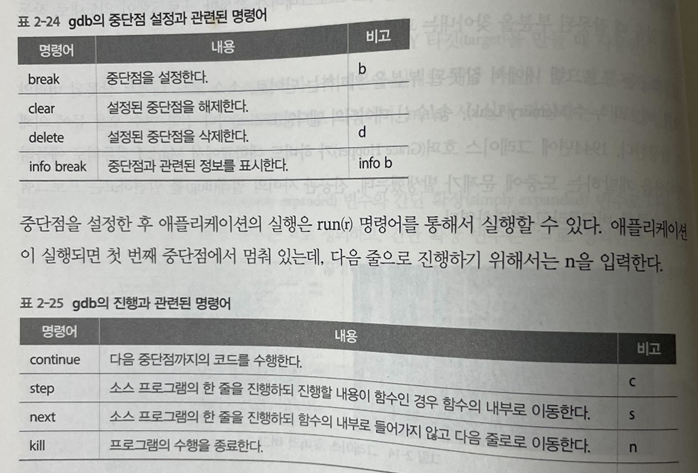 표 2-24 gdb의 중단점 설정과 관련된 명령어
명령어 내용 비고
break 중단점을 설정한다. b
clear 설정된 중단점을 해제한다.
delete 설정된 중단점을 삭제한다. d
info break 중단점과 관련된 정보를 표시한다. info b
중단점을 설정한 후 애플리케이션의 실행은 run(r) 명령어를 통해서 실행할 수 있다. 애플리케이션
이 실행되면 첫 번째 중단점에서 멈춰 있는데, 다음 줄으로 진행하기 위해서는 n을 입력한다.
표 2-25 gdb의 진행과 관련된 명령어
명령어 내용 비고
continue 다음 중단점까지의 코드를 수행한다. c
step 소스 프로그램의 한 줄을 진행하되 진행할 내용이 함수인 경우 함수의 내부로 이동한다. s
next 소스 프로그램의 한 줄을 진행하되 함수의 내부로 들어가지 않고 다음 줄로로 이동한다. n
kill 프로그램의 수행을 종료한다.